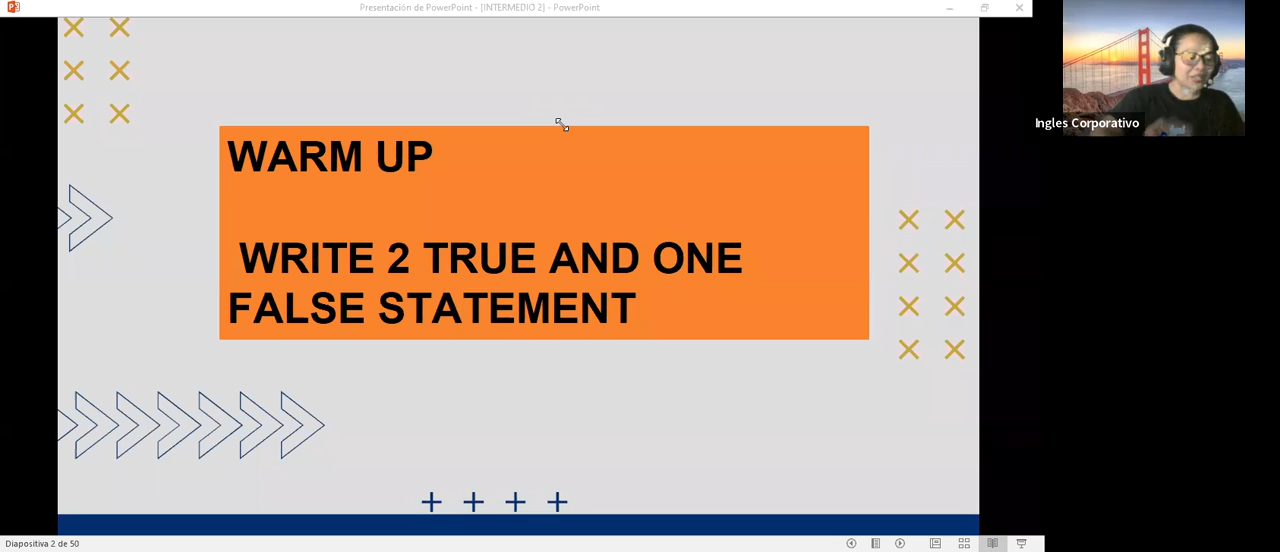 Presentación de PowerPoint - [INTERMEDIO 2] - PowerPoint
WARM UP
WRITE 2 TRUE AND ONE
FALSE STATEMENT
Ingles Corporativo
Diapositiva 2 de 50